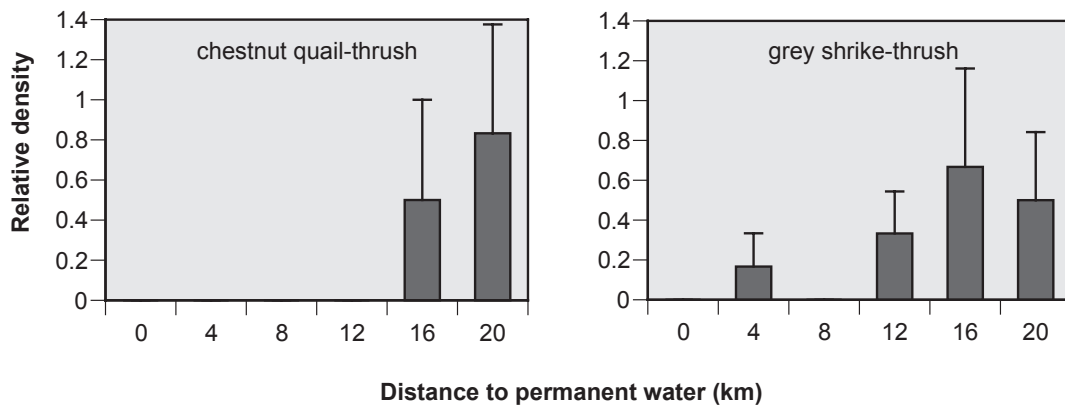 Relative density
chestnut quail-thrush
1.4
1.2
1
0.8
0.6
0.4
0.2
0
0 4 8 12 16 20
grey shrike-thrush
1.4
1.2
1
0.8
0.6
0.4
0.2
0
0 4 8 12 16 20
Distance to permanent water (km)